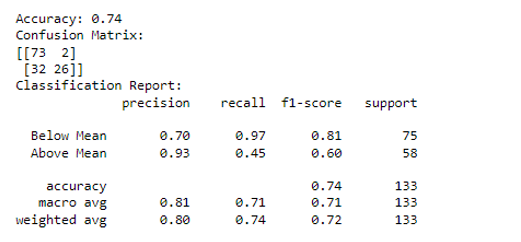 Accuracy: 0.74
Confusion Matrix:
[[73  2]
 [32 26]]
Classification Report:
              precision    recall  f1-score   support

  Below Mean       0.70      0.97      0.81        75
  Above Mean       0.93      0.45      0.60        58

    accuracy                           0.74       133
   macro avg       0.81      0.71      0.71       133
weighted avg       0.80      0.74      0.72       133